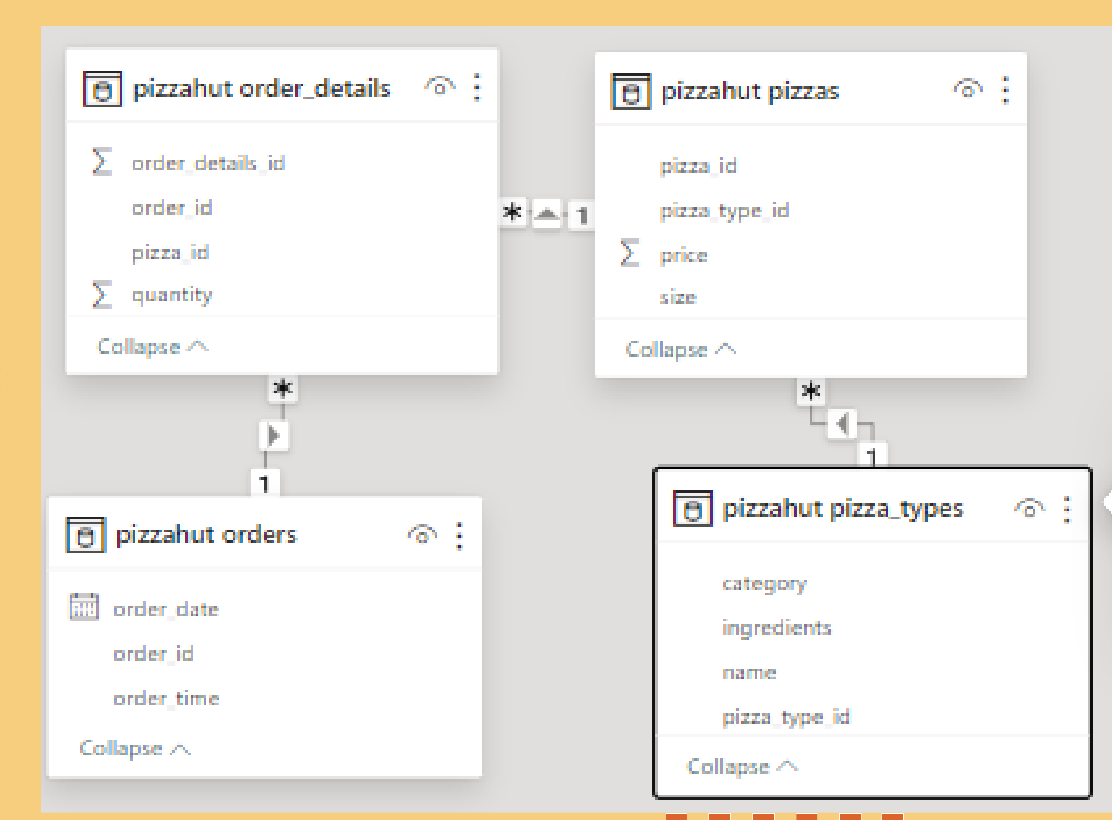 pizzahut order_details
order_details_id
order_id
pizza_id
quantity
Collapse
* 1
pizzahut pizzas
pizza_id
pizza_type_id
price
size
Collapse
*
1
pizzahut orders
order_date
order_id
order_time
Collapse
*
1
pizzahut pizza_types
category
ingredients
name
pizza_type_id
Collapse